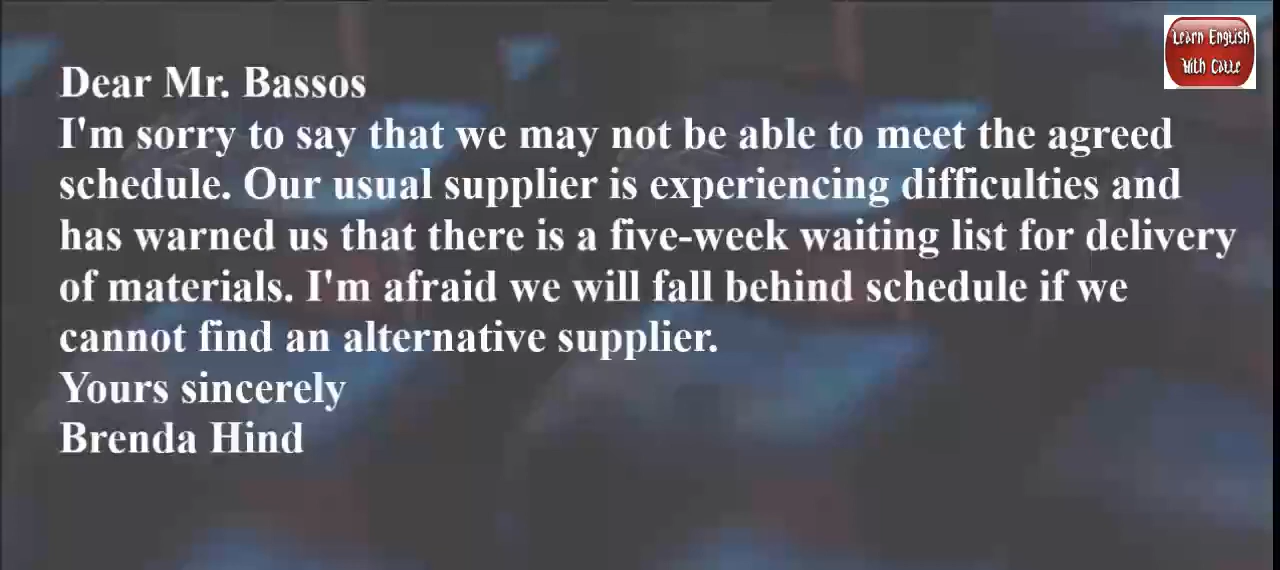 Learn English
With Cațțe
Dear Mr. Bassos
I'm sorry to say that we may not be able to meet the agreed
schedule. Our usual supplier is experiencing difficulties and
has warned us that there is a five-week waiting list for delivery
of materials. I'm afraid we will fall behind schedule if we
cannot find an alternative supplier.
Yours sincerely
Brenda Hind